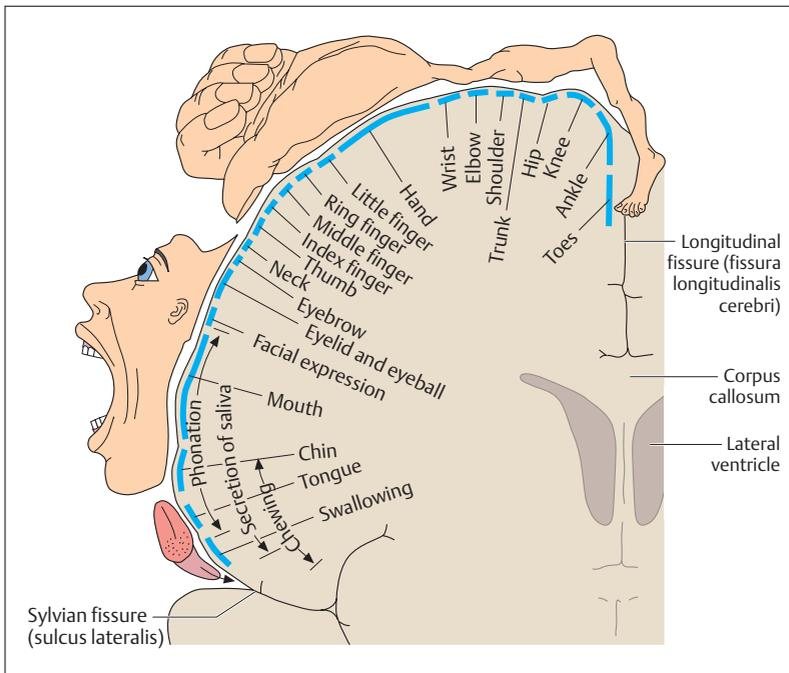 Wrist
Elbow
Shoulder
Trunk
Hip
Knee
Ankle
Toes
Hand
Little finger
Ring finger
Middle finger
Index finger
Thumb
Neck
Eyebrow
Eyelid and eyeball
Facial expression
Mouth
Phonation
Secretion of saliva
Chin
Tongue
Chewing
Swallowing
Longitudinal
fissure (fissura
longitudinalis
cerebri)
Corpus
callosum
Lateral
ventricle
Sylvian fissure
(sulcus lateralis)